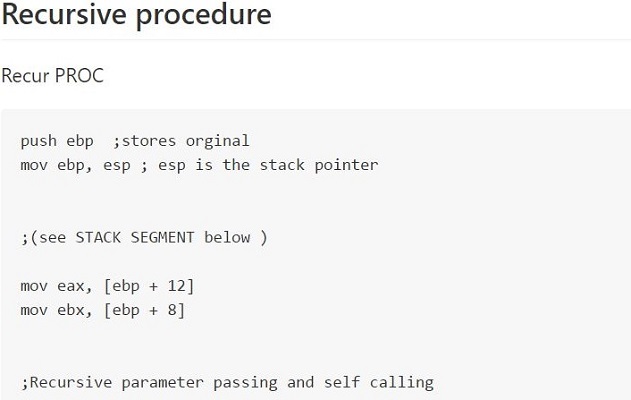 Recursive procedure
Recur PROC
push ebp  ;stores orginal
mov ebp, esp ; esp is the stack pointer
;(see STACK SEGMENT below )
mov eax, [ebp + 12]
mov ebx, [ebp + 8]
;Recursive parameter passing and self calling